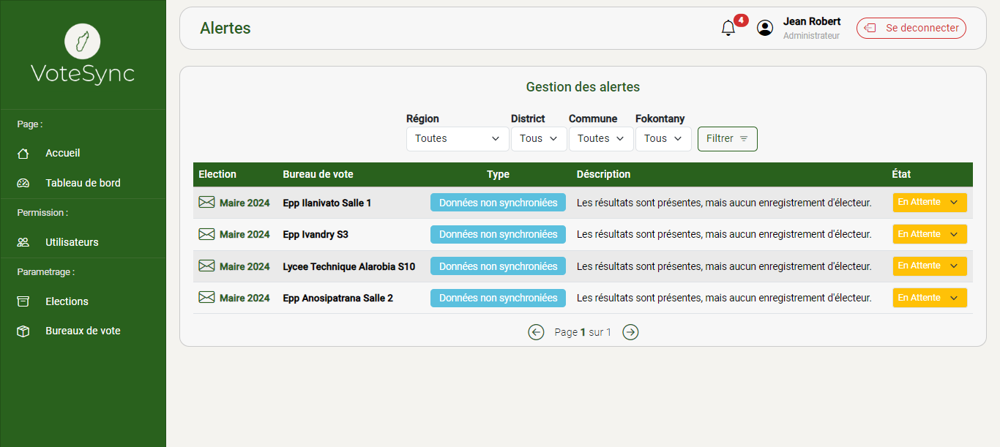 VoteSync
Page :
Accueil
Tableau de bord
Permission :
Utilisateurs
Parametrage :
Elections
Bureaux de vote
Alertes
4
Jean Robert
Administrateur
Se deconnecter
Gestion des alertes
Région District Commune Fokontany
Toutes Tous Toutes Tous Filtrer
Election Bureau de vote Type Déscription État
Maire 2024 Epp Ilanivato Salle 1 Données non synchroniées Les résultats sont présentes, mais aucun enregistrement d'électeur. En Attente
Maire 2024 Epp Ivandry S3 Données non synchroniées Les résultats sont présentes, mais aucun enregistrement d'électeur. En Attente
Maire 2024 Lycee Technique Alarobia S10 Données non synchroniées Les résultats sont présentes, mais aucun enregistrement d'électeur. En Attente
Maire 2024 Epp Anosipatrana Salle 2 Données non synchroniées Les résultats sont présentes, mais aucun enregistrement d'électeur. En Attente
Page 1 sur 1